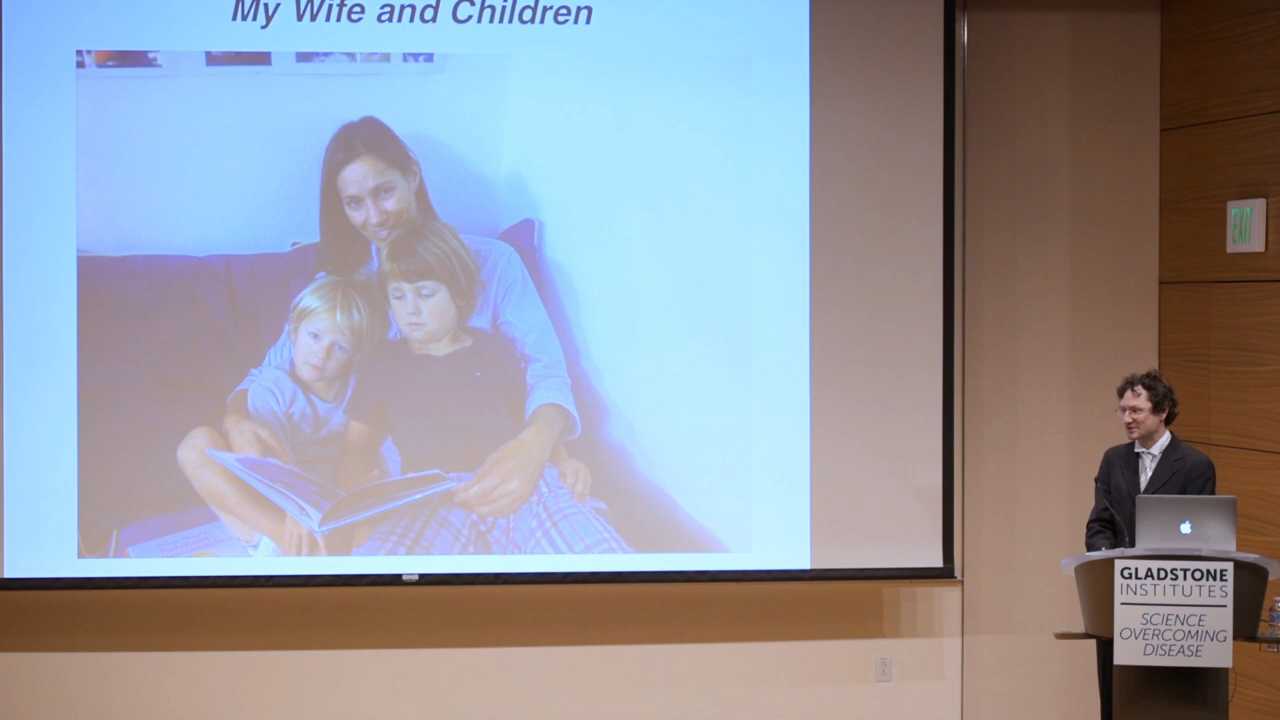 My Wife and Children
EXIT
GLADSTONE
INSTITUTES
SCIENCE
OVERCOMING
DISEASE